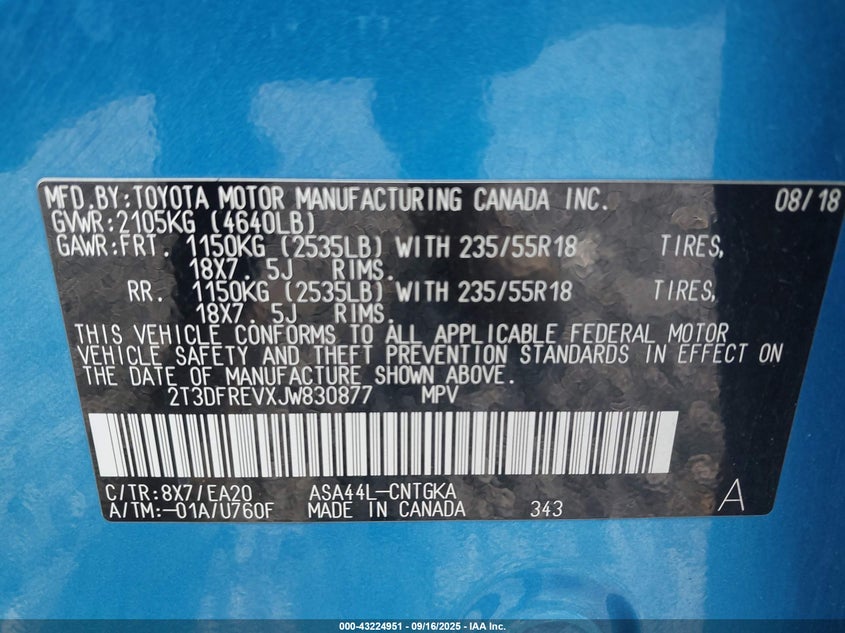 MFD.BY:TOYOTA MOTOR MANUFACTURING CANADA INC. 08/18
GVWR:2105KG (4640LB)
GAWR:FRT. 1150KG (2535LB) WITH 235/55R18 TIRES,
18X7. 5J RIMS.
RR. 1150KG (2535LB) WITH 235/55R18 TIRES,
18X7. 5J RIMS.
THIS VEHICLE CONFORMS TO ALL APPLICABLE FEDERAL MOTOR
VEHICLE SAFETY AND THEFT PREVENTION STANDARDS IN EFFECT ON
THE DATE OF MANUFACTURE SHOWN ABOVE.
2T3DFREVXJW830877 MPV
C/TR:8X7/EA20 ASA44L-CNTGKA
A/TM:-01A/U760F MADE IN CANADA 343 A
000-43224951 - 09/16/2025 - IAA Inc.